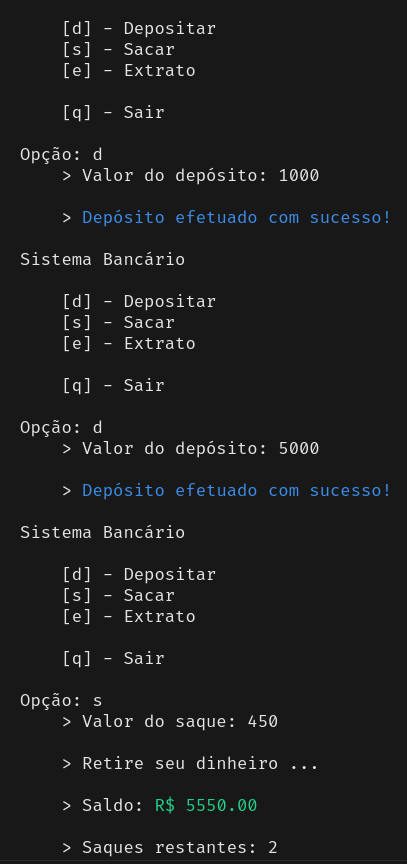 [d] - Depositar
[s] - Sacar
[e] - Extrato
[q] - Sair
Opção: d
> Valor do depósito: 1000
> Depósito efetuado com sucesso!
Sistema Bancário
[d] - Depositar
[s] - Sacar
[e] - Extrato
[q] - Sair
Opção: d
> Valor do depósito: 5000
> Depósito efetuado com sucesso!
Sistema Bancário
[d] - Depositar
[s] - Sacar
[e] - Extrato
[q] - Sair
Opção: s
> Valor do saque: 450
> Retire seu dinheiro ...
> Saldo: R$ 5550.00
> Saques restantes: 2